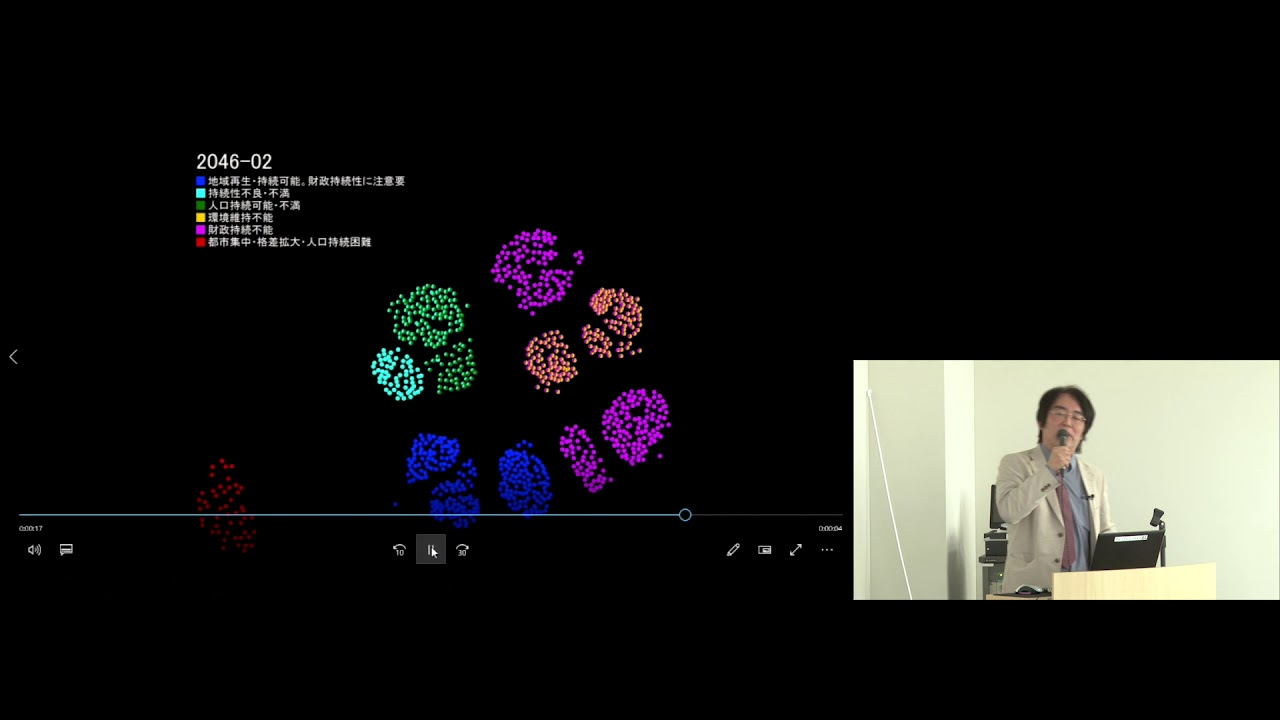 2046-02
地域再生・持続可能。財政持続性に注意要
持続性不良・不満
人口持続可能・不満
環境維持不能
財政持続不能
都市集中・格差拡大・人口持続困難
0:00:17
0:00:04
10
30